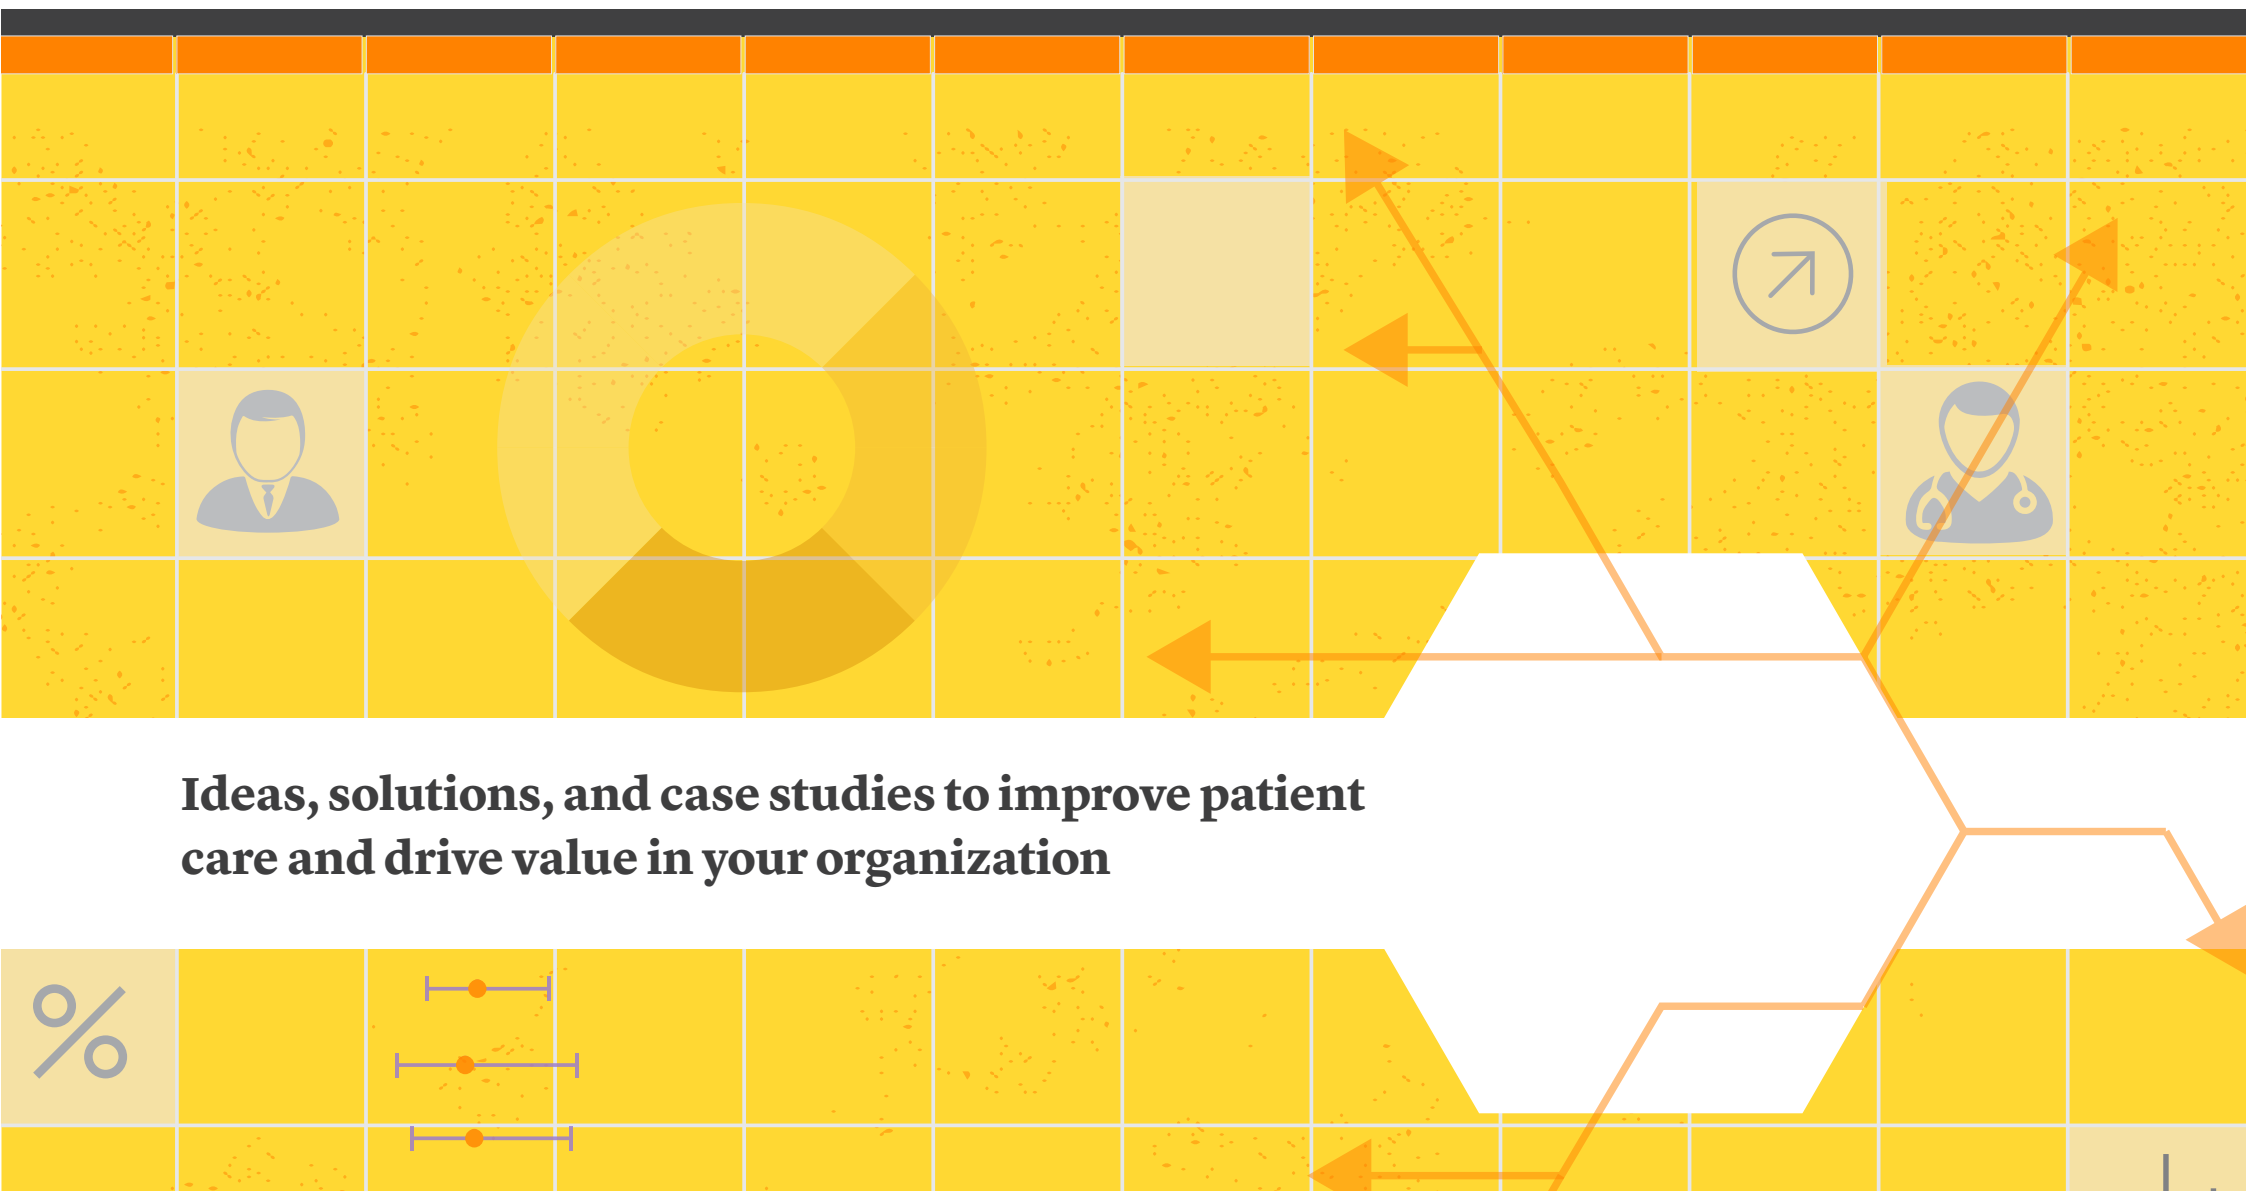 Ideas, solutions, and case studies to improve patient
care and drive value in your organization
%